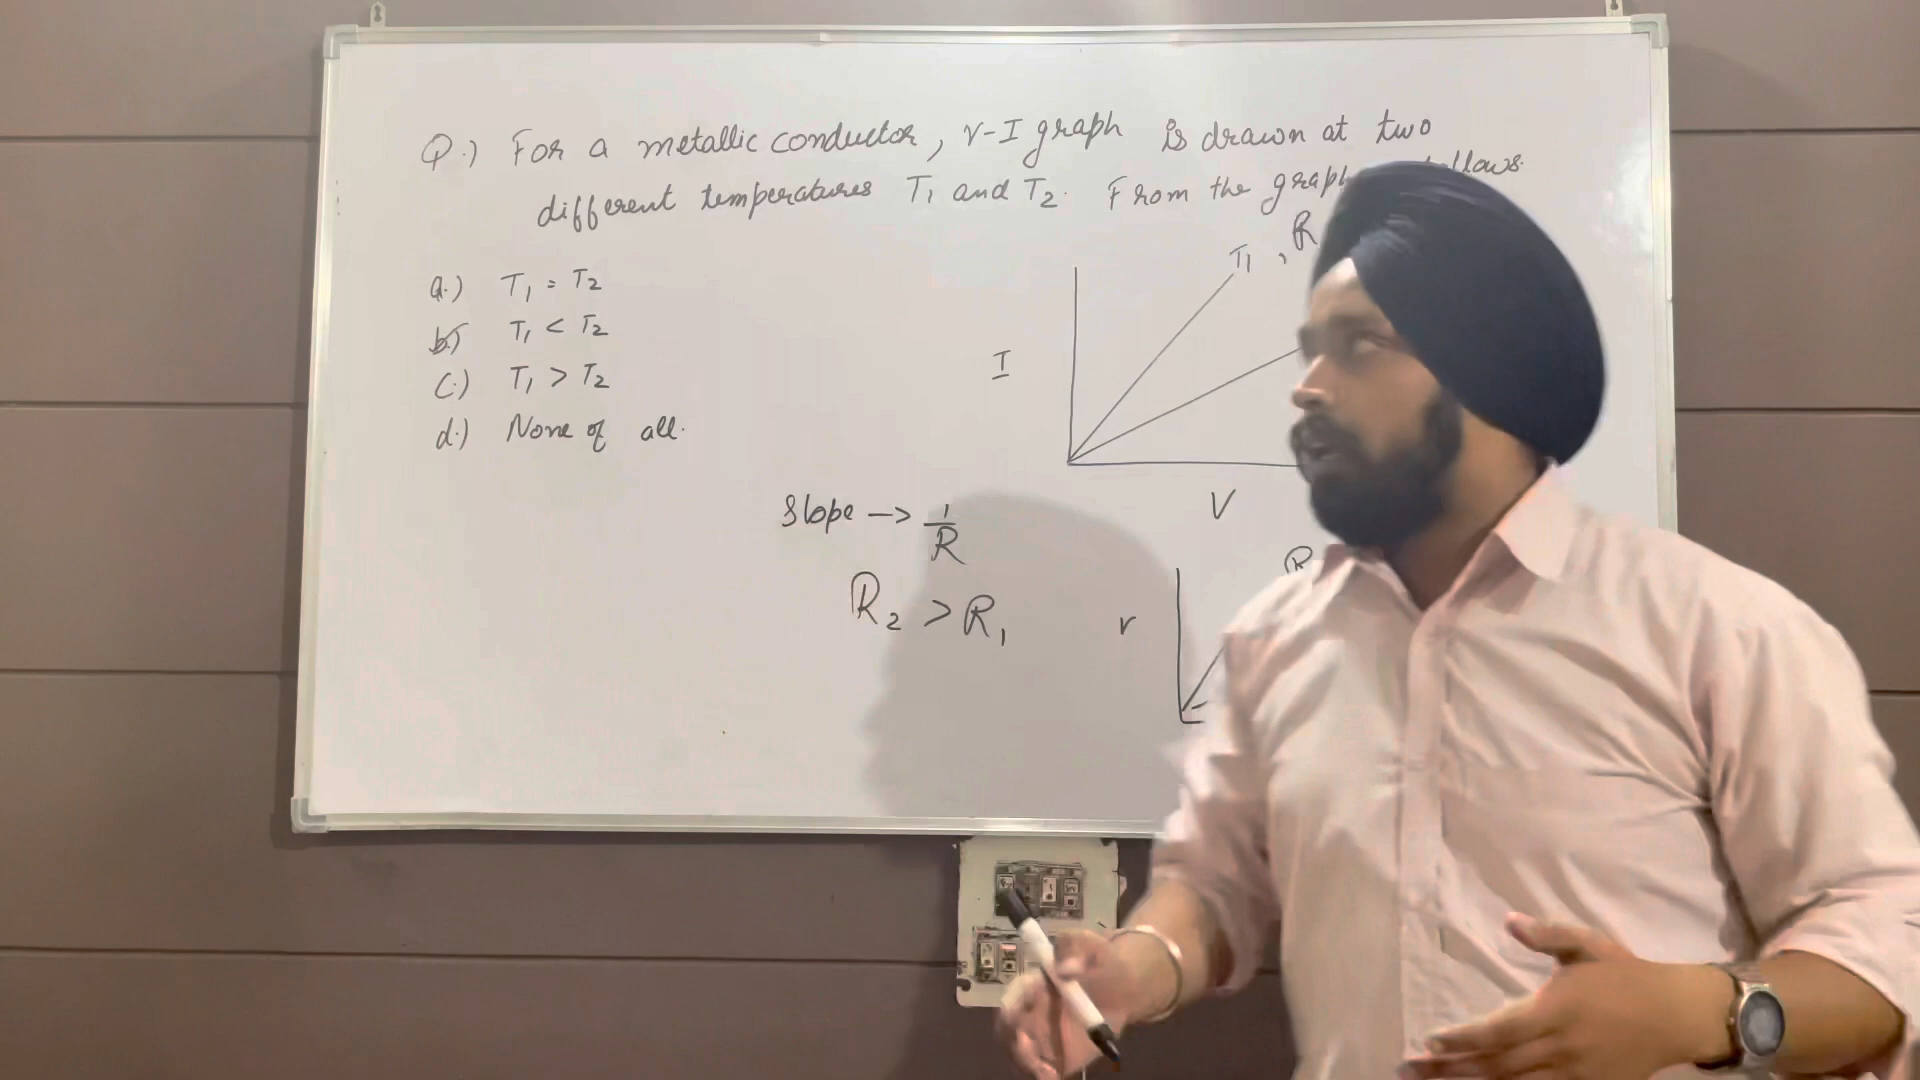 Q.) For a metallic conductor, V-I graph is drawn at two
different temperatures T1 and T2. From the graph
a.) T1 = T2
b.) T1 < T2
c.) T1 > T2
d.) None of all.
T1 , R
I
V
Slope -> 1/R
R2 > R1
R
V